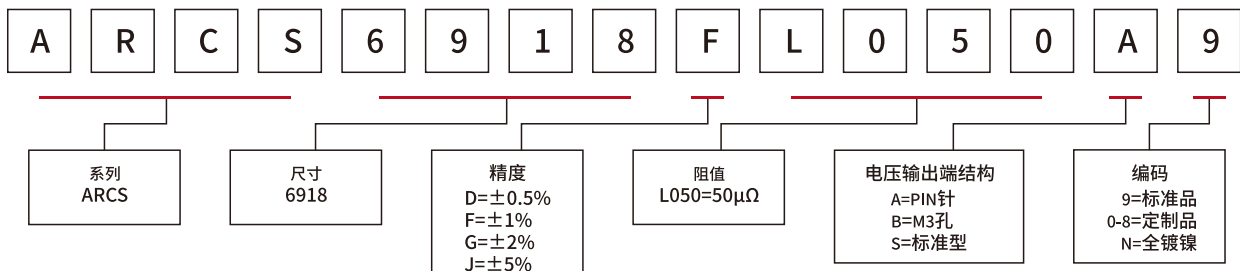 A R C S 6 9 1 8 F L 0 5 0 A 9
系列
ARCS
尺寸
6918
精度
D=±0.5%
F=±1%
G=±2%
J=±5%
阻值
L050=50μΩ
电压输出端结构
A=PIN针
B=M3孔
S=标准型
编码
9=标准品
0-8=定制品
N=全镀镍